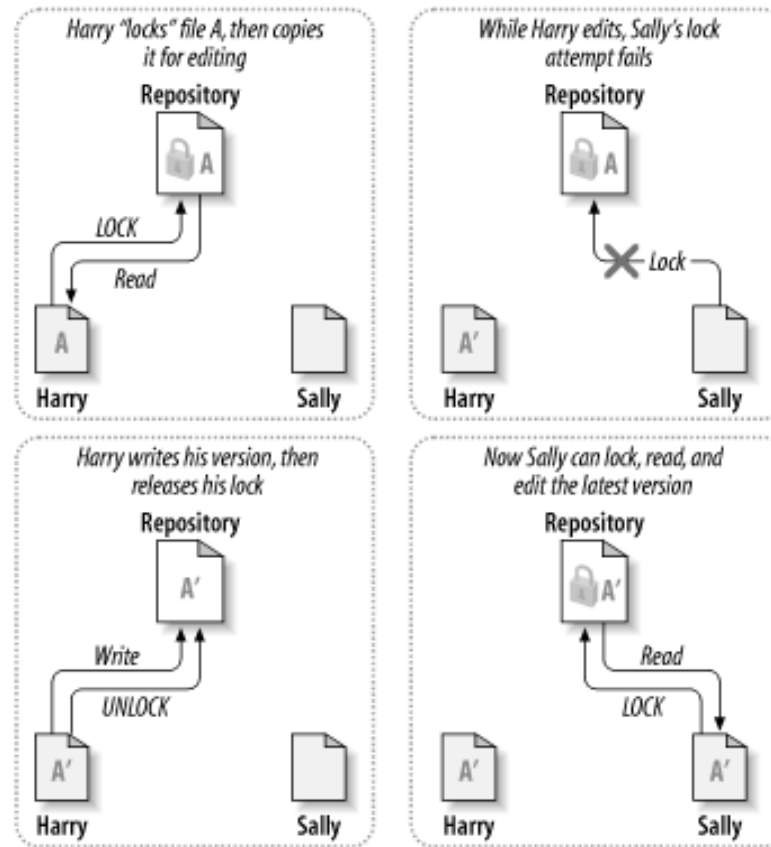 Harry “locks” file A, then copies
it for editing
Repository
A
LOCK
Read
A
Harry
Sally
While Harry edits, Sally’s lock
attempt fails
Repository
A
Lock
A′
Harry
Sally
Harry writes his version, then
releases his lock
Repository
A′
Write
UNLOCK
A′
Harry
Sally
Now Sally can lock, read, and
edit the latest version
Repository
A′
Read
LOCK
A′
A′
Harry
Sally